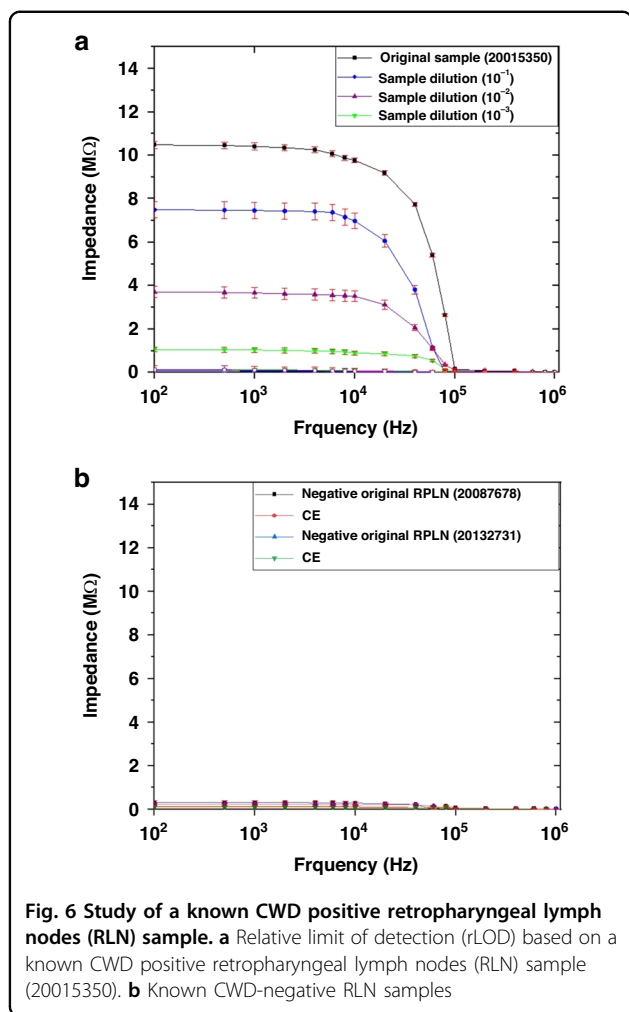 a
14
12
10
8
6
4
2
0
Impedance (MΩ)
Original sample (20015350)
Sample dilution (10⁻¹)
Sample dilution (10⁻²)
Sample dilution (10⁻³)
10² 10³ 10⁴ 10⁵ 10⁶
Frquency (Hz)
b
14
12
10
8
6
4
2
0
Impedance (MΩ)
Negative original RPLN (20087678)
CE
Negative original RPLN (20132731)
CE
10² 10³ 10⁴ 10⁵ 10⁶
Frquency (Hz)
Fig. 6 Study of a known CWD positive retropharyngeal lymph
nodes (RLN) sample. a Relative limit of detection (rLOD) based on a
known CWD positive retropharyngeal lymph nodes (RLN) sample
(20015350). b Known CWD-negative RLN samples